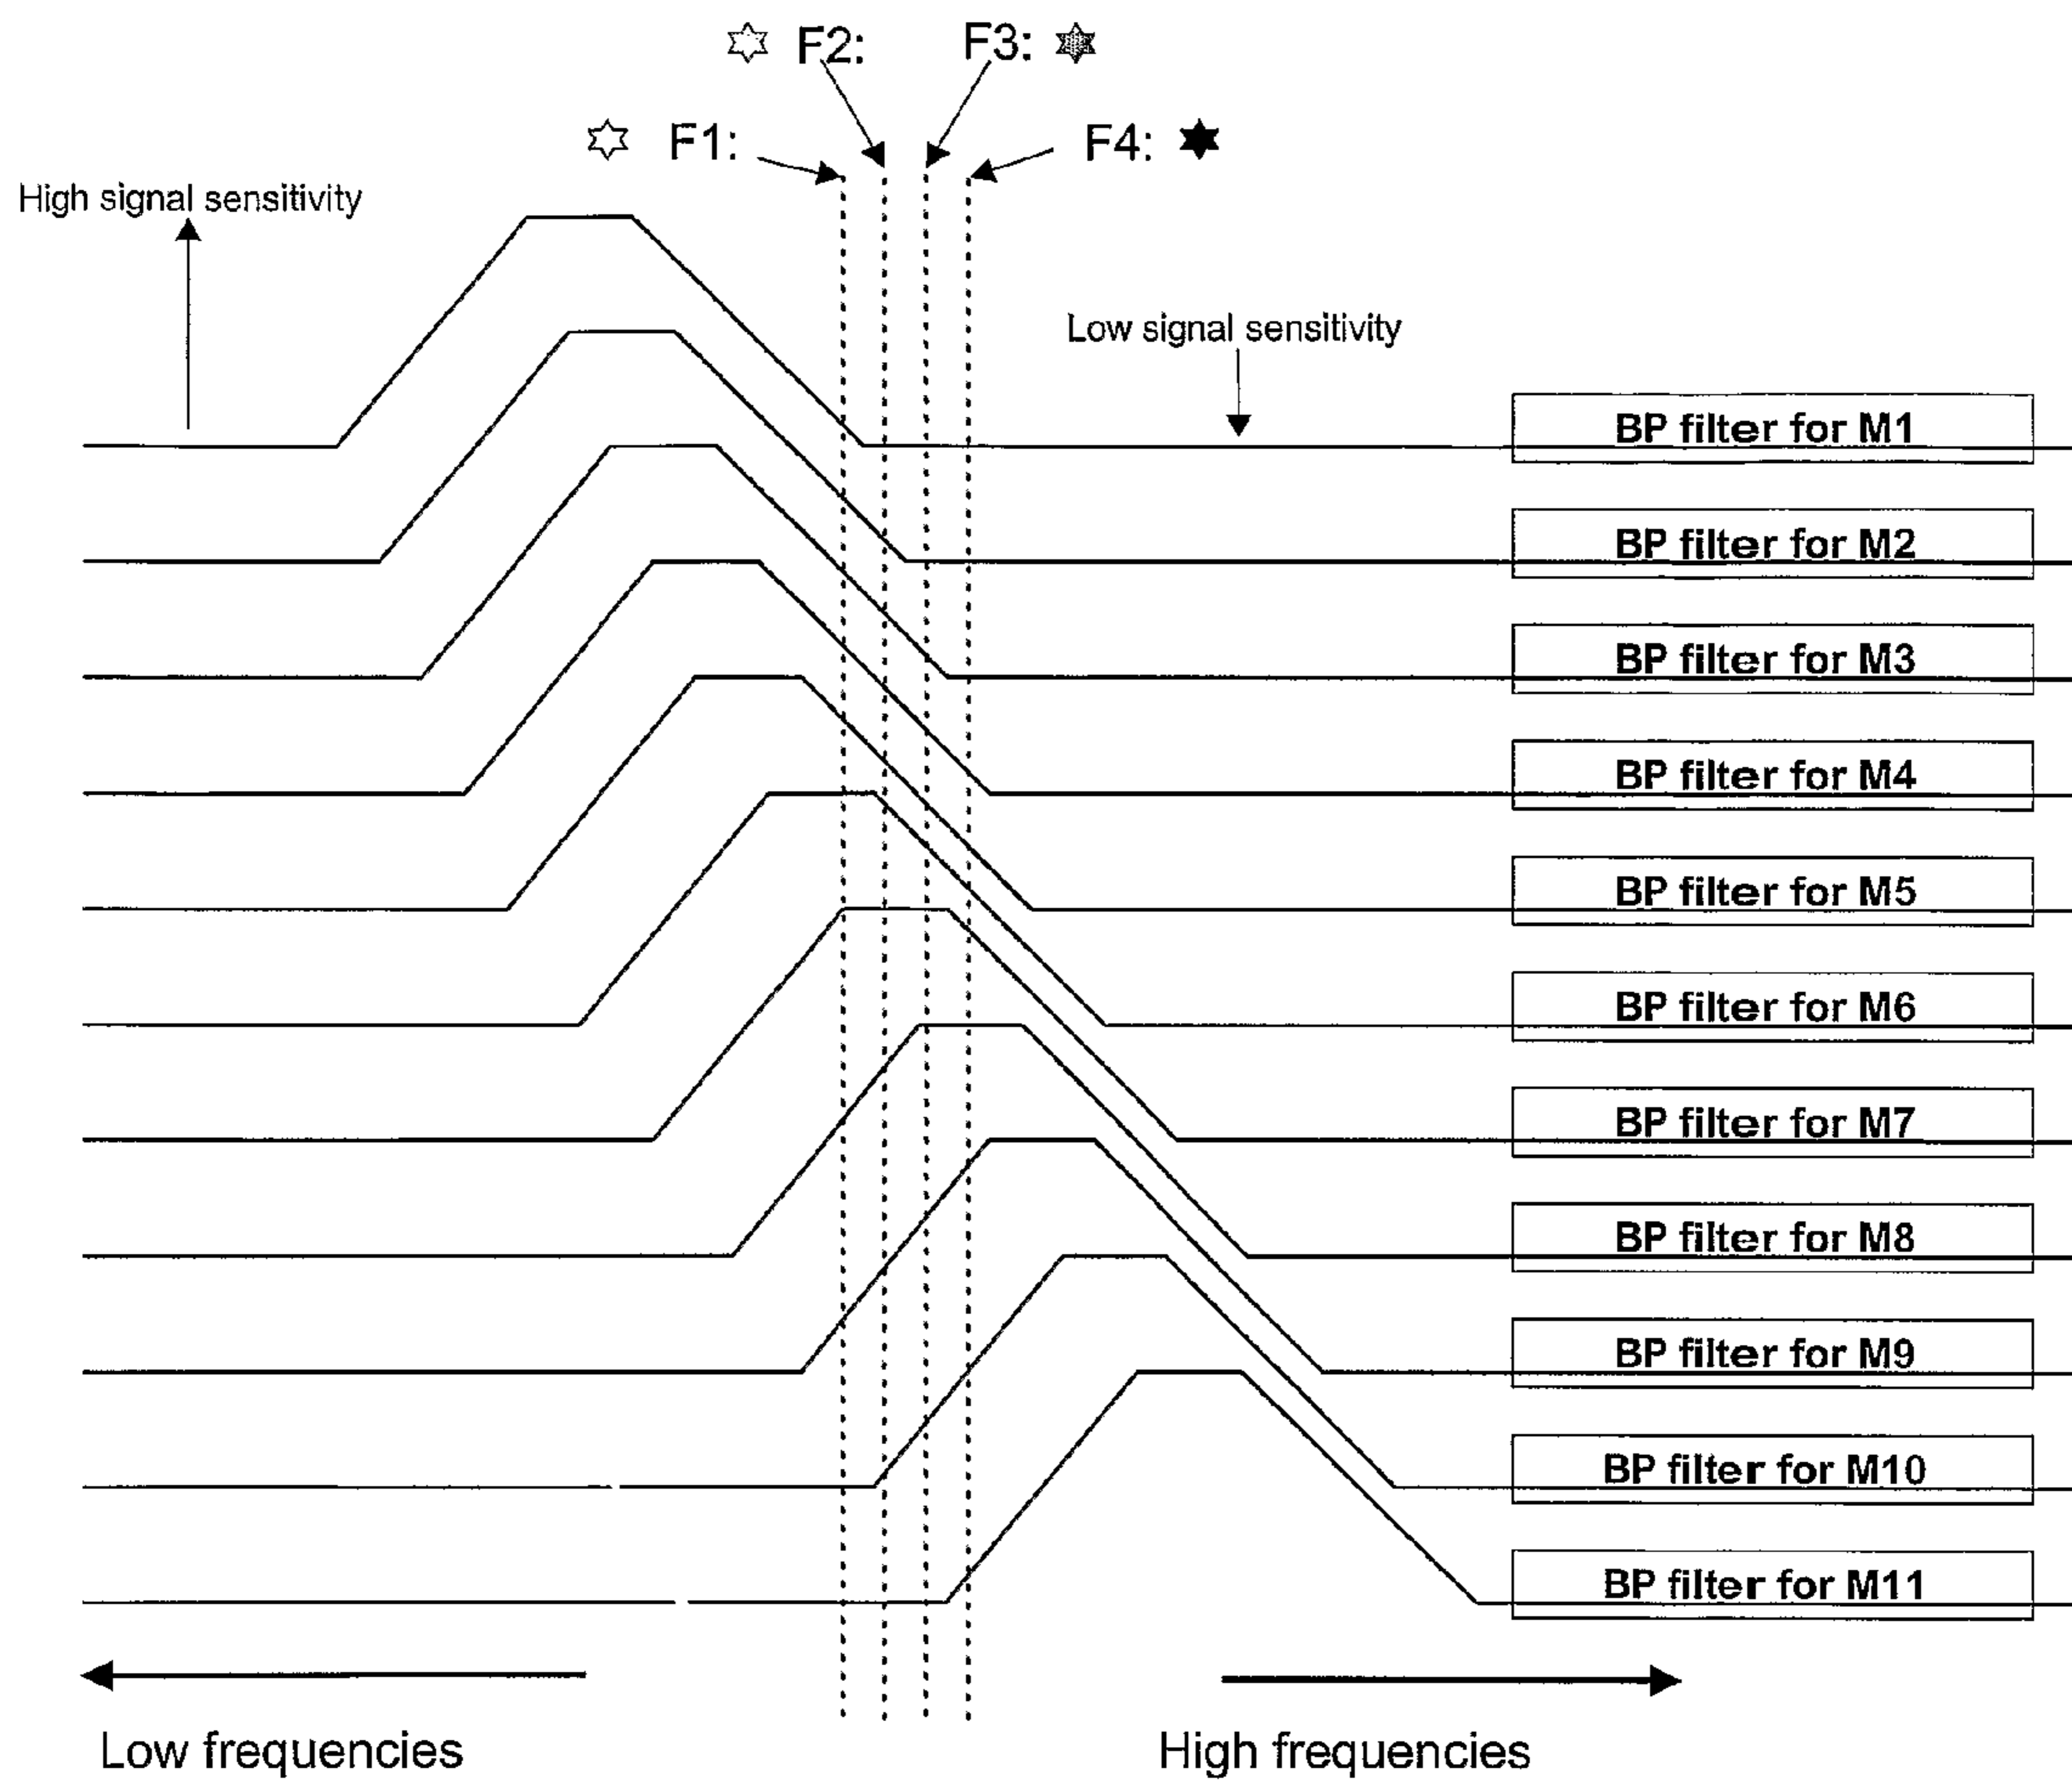 F2:
F3:
F1:
F4:
High signal sensitivity
Low signal sensitivity
BP filter for M1
BP filter for M2
BP filter for M3
BP filter for M4
BP filter for M5
BP filter for M6
BP filter for M7
BP filter for M8
BP filter for M9
BP filter for M10
BP filter for M11
Low frequencies
High frequencies